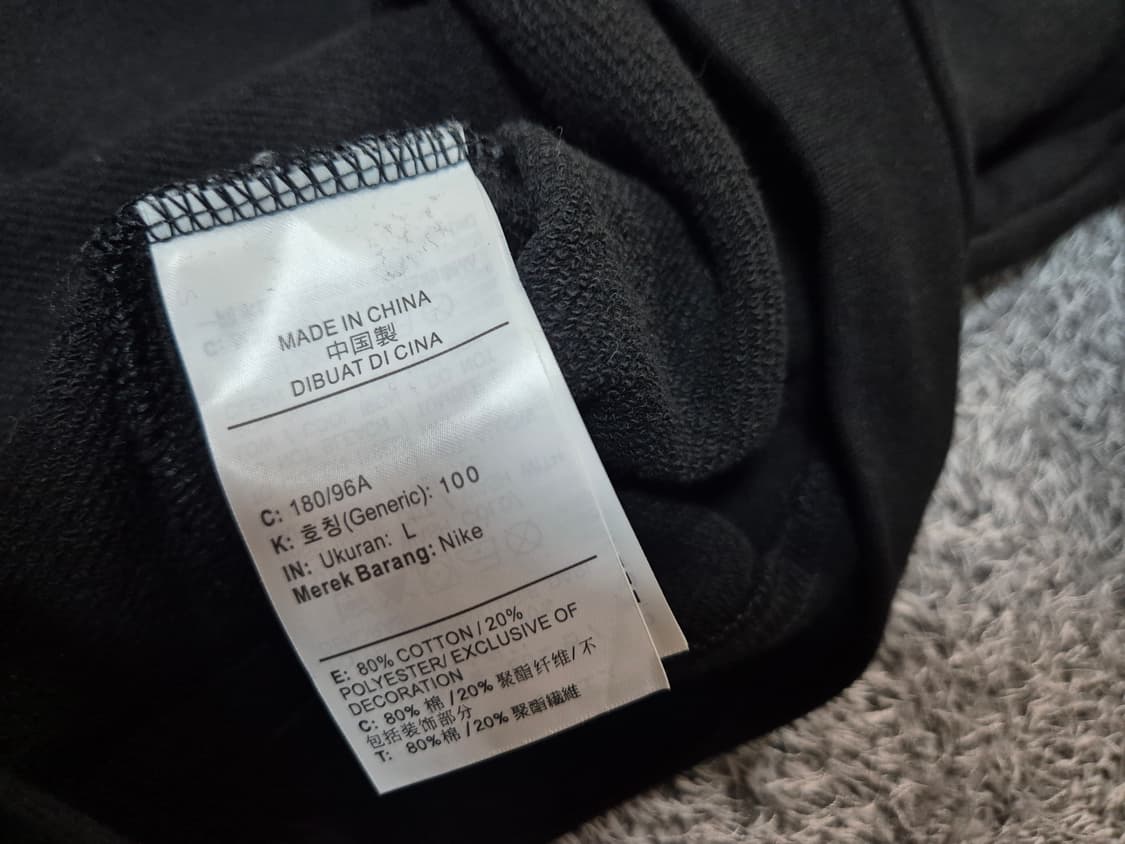 MADE IN CHINA
中国製
DIBUAT DI CINA
C: 180/96A
K: 호칭(Generic): 100
IN: Ukuran: L
Merek Barang: Nike
E: 80% COTTON / 20%
POLYESTER/ EXCLUSIVE OF
DECORATION
C: 80% 棉 /20% 聚酯纤维/ 不
包括装饰部分
T: 80%棉 /20% 聚酯纖維